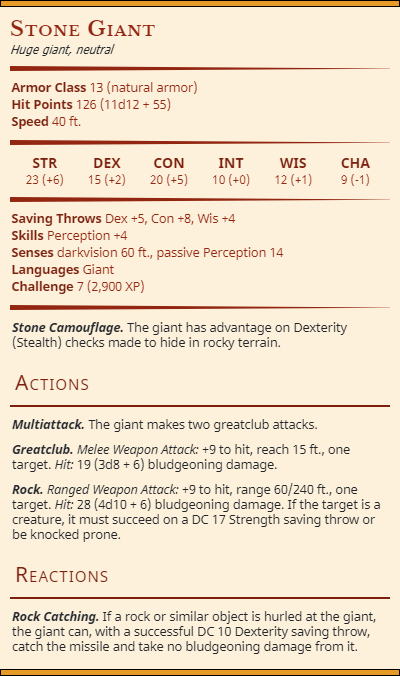 Stone Giant
Huge giant, neutral
Armor Class 13 (natural armor)
Hit Points 126 (11d12 + 55)
Speed 40 ft.
STR DEX CON INT WIS CHA
23 (+6) 15 (+2) 20 (+5) 10 (+0) 12 (+1) 9 (-1)
Saving Throws Dex +5, Con +8, Wis +4
Skills Perception +4
Senses darkvision 60 ft., passive Perception 14
Languages Giant
Challenge 7 (2,900 XP)
Stone Camouflage. The giant has advantage on Dexterity
(Stealth) checks made to hide in rocky terrain.
Actions
Multiattack. The giant makes two greatclub attacks.
Greatclub. Melee Weapon Attack: +9 to hit, reach 15 ft., one
target. Hit: 19 (3d8 + 6) bludgeoning damage.
Rock. Ranged Weapon Attack: +9 to hit, range 60/240 ft., one
target. Hit: 28 (4d10 + 6) bludgeoning damage. If the target is a
creature, it must succeed on a DC 17 Strength saving throw or
be knocked prone.
Reactions
Rock Catching. If a rock or similar object is hurled at the giant,
the giant can, with a successful DC 10 Dexterity saving throw,
catch the missile and take no bludgeoning damage from it.